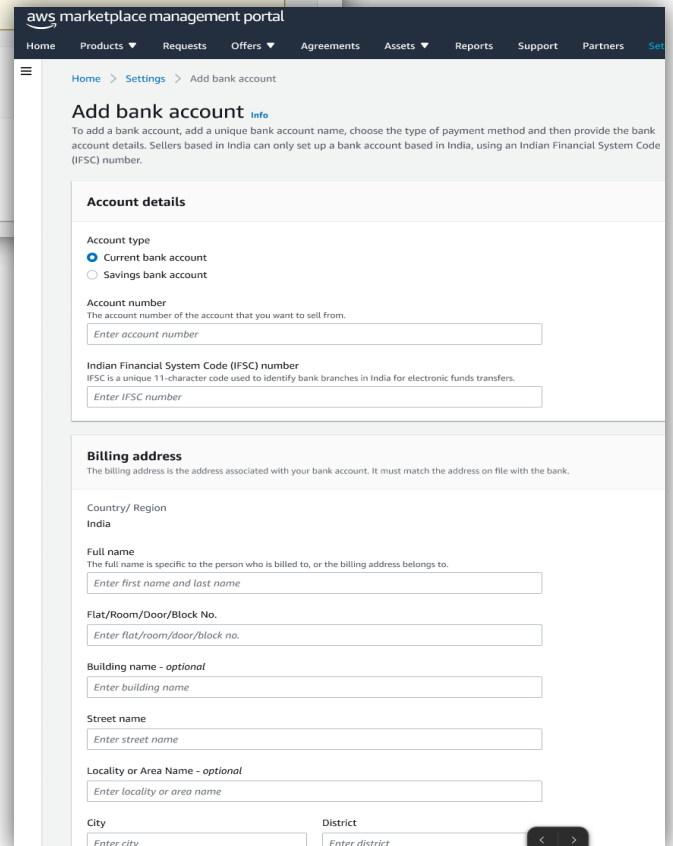 aws marketplace management portal
Home Products ▼ Requests Offers ▼ Agreements Assets ▼ Reports Support Partners Set
Home > Settings > Add bank account
Add bank account Info
To add a bank account, add a unique bank account name, choose the type of payment method and then provide the bank
account details. Sellers based in India can only set up a bank account based in India, using an Indian Financial System Code
(IFSC) number.
Account details
Account type
Current bank account
Savings bank account
Account number
The account number of the account that you want to sell from.
Enter account number
Indian Financial System Code (IFSC) number
IFSC is a unique 11-character code used to identify bank branches in India for electronic funds transfers.
Enter IFSC number
Billing address
The billing address is the address associated with your bank account. It must match the address on file with the bank.
Country/ Region
India
Full name
The full name is specific to the person who is billed to, or the billing address belongs to.
Enter first name and last name
Flat/Room/Door/Block No.
Enter flat/room/door/block no.
Building name - optional
Enter building name
Street name
Enter street name
Locality or Area Name - optional
Enter locality or area name
City District
Enter city Enter district